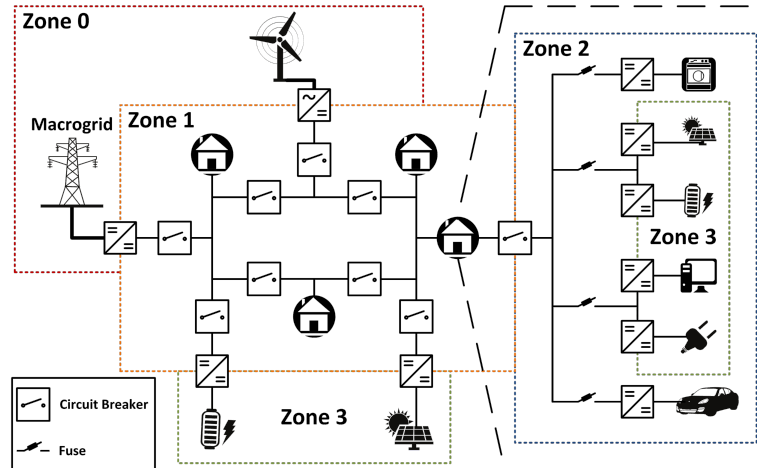 Zone 0
Zone 2
Zone 1
Macrogrid
Zone 3
Zone 3
Circuit Breaker
Fuse